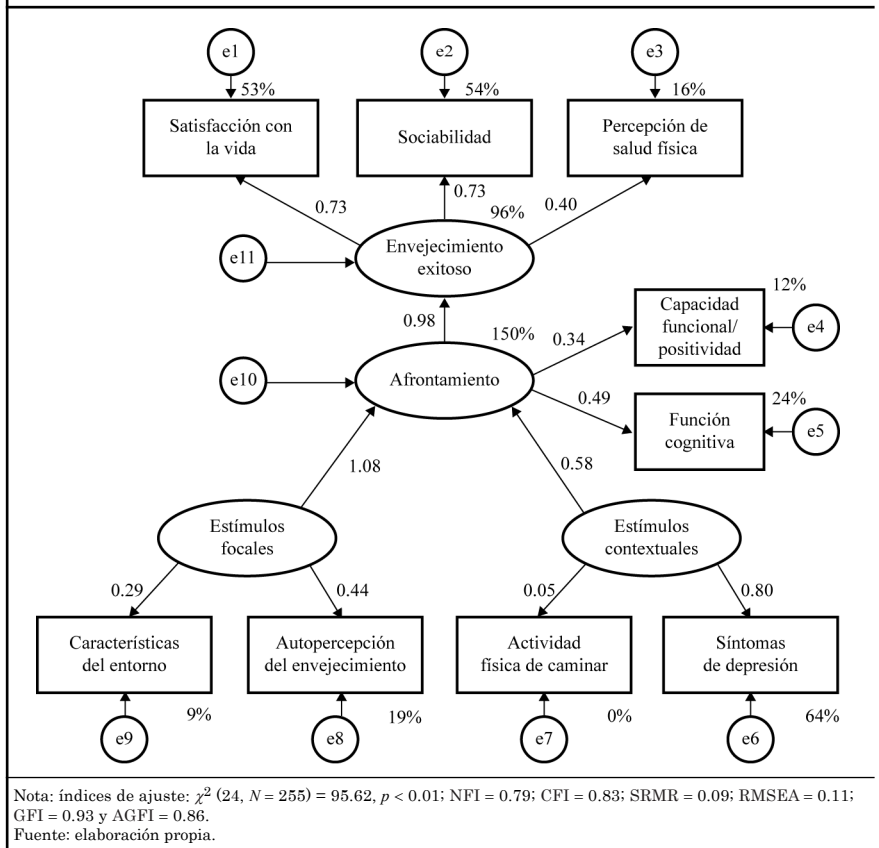 e1
e2
e3
53%
54%
16%
Satisfacción con
la vida
Sociabilidad
Percepción de
salud física
0.73
0.73
96%
0.40
e11
Envejecimiento
exitoso
0.98
150%
0.34
Capacidad
funcional/
positividad
12%
e4
e10
Afrontamiento
0.49
Función
cognitiva
24%
e5
1.08
0.58
Estímulos
focales
Estímulos
contextuales
0.29
0.44
0.05
0.80
Características
del entorno
Autopercepción
del envejecimiento
Actividad
física de caminar
Síntomas
de depresión
e9
9%
e8
19%
e7
0%
e6
64%
Nota: índices de ajuste: χ² (24, N = 255) = 95.62, p < 0.01; NFI = 0.79; CFI = 0.83; SRMR = 0.09; RMSEA = 0.11;
GFI = 0.93 y AGFI = 0.86.
Fuente: elaboración propia.